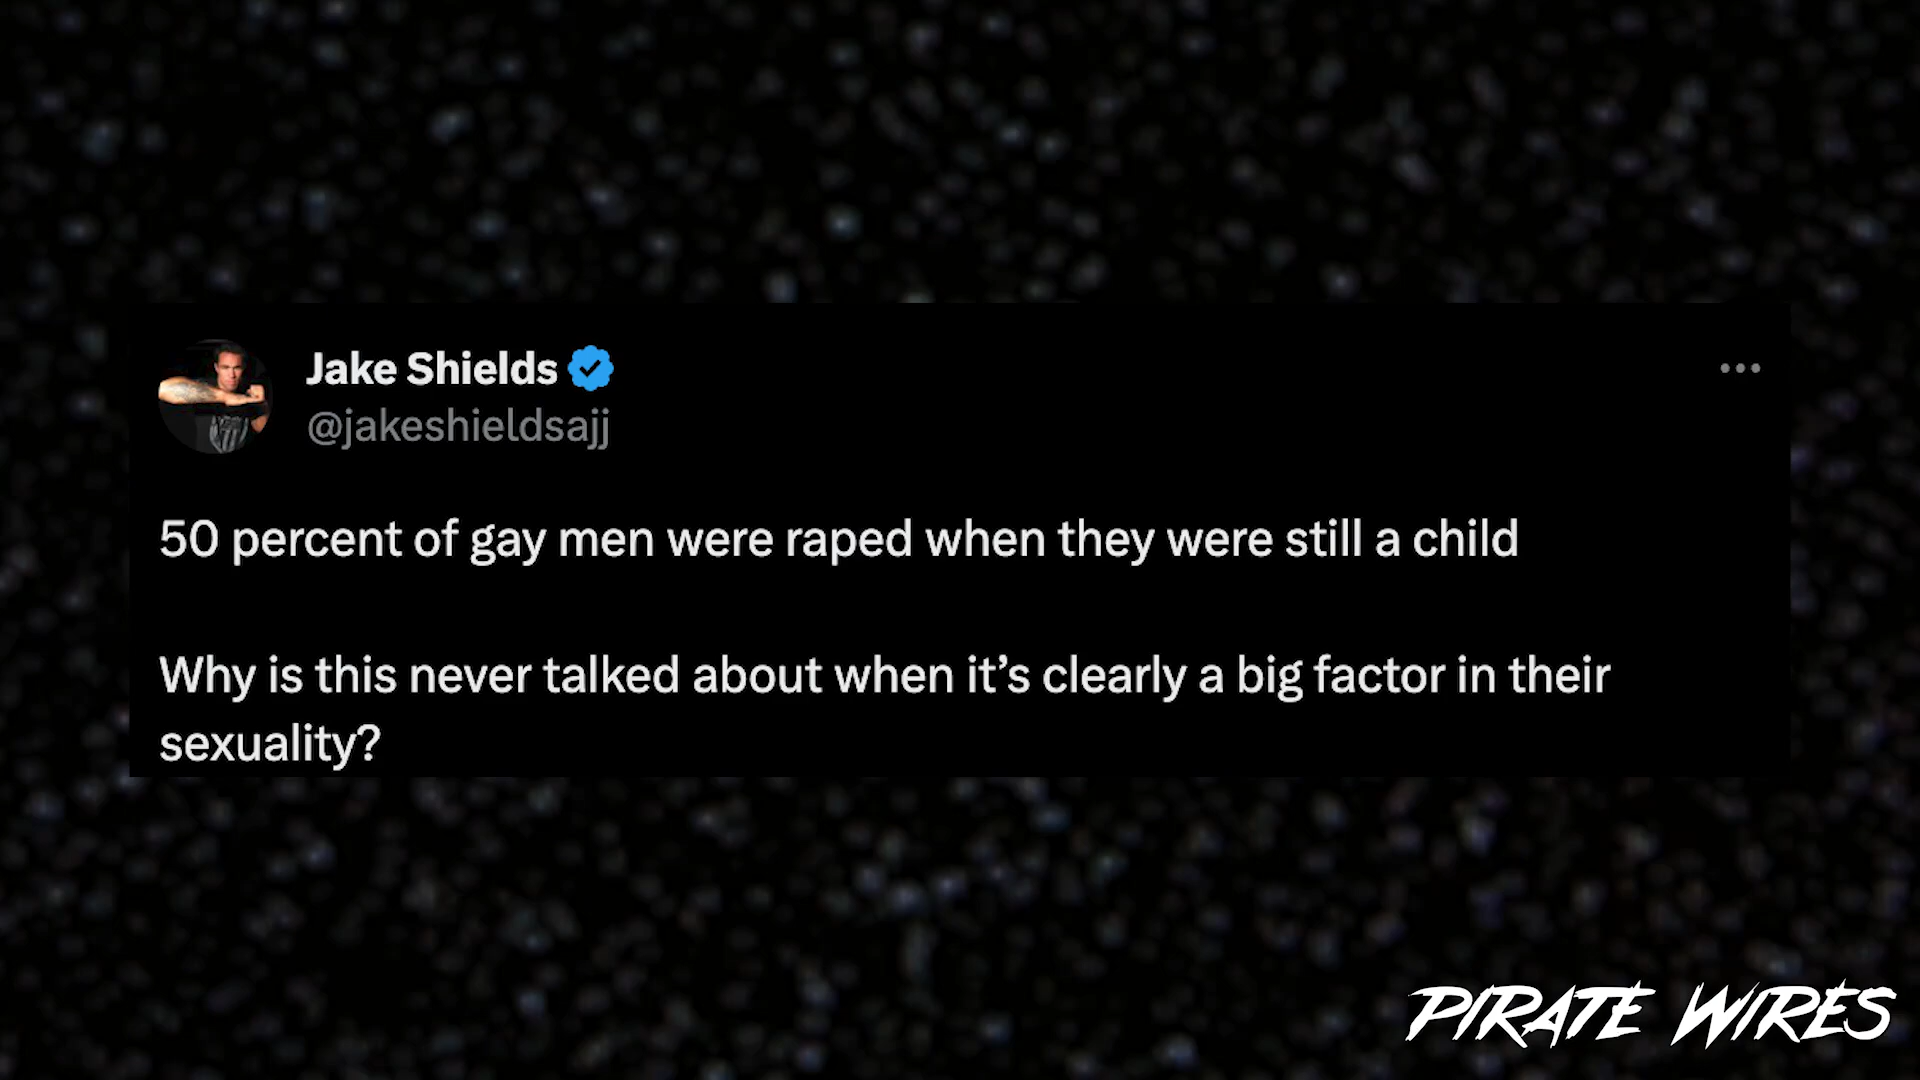 Jake Shields
@jakeshieldsajj
50 percent of gay men were raped when they were still a child
Why is this never talked about when it’s clearly a big factor in their
sexuality?
PIRATE WIRES